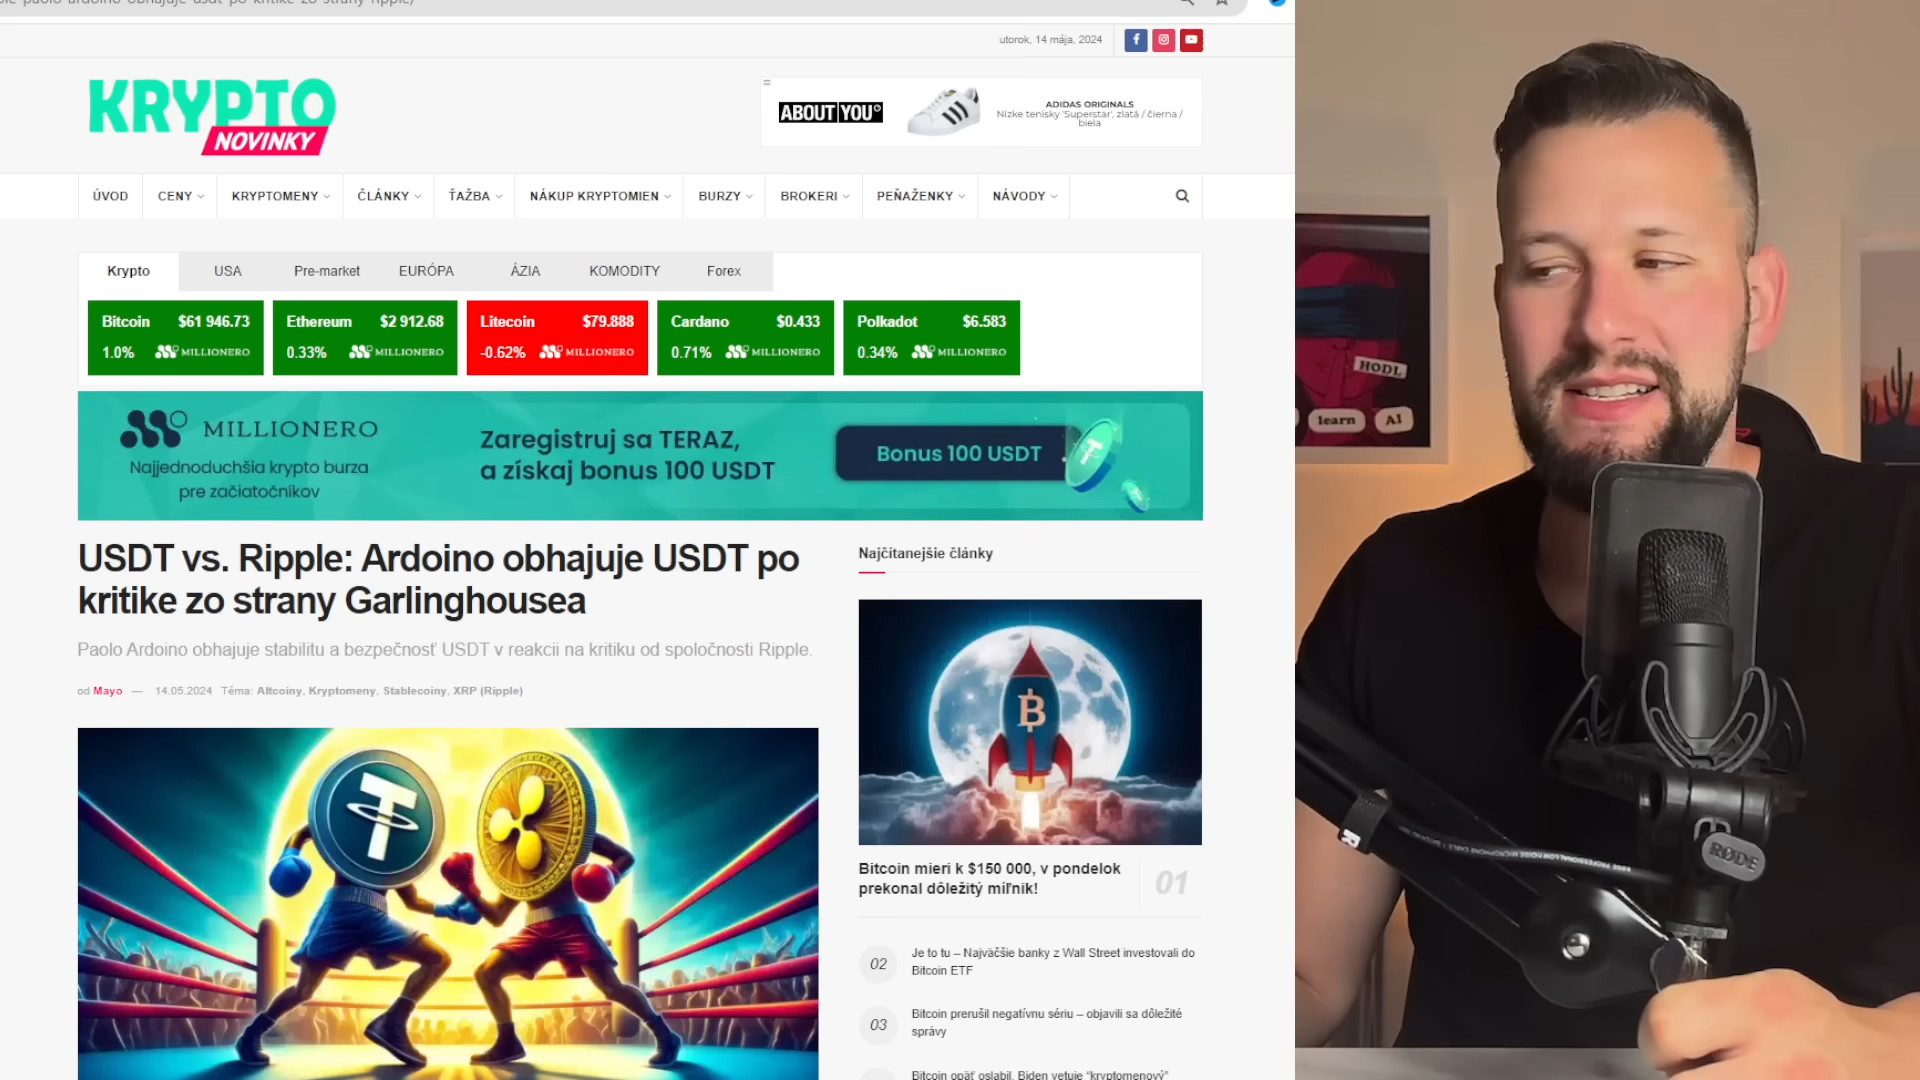 utorok, 14 mája, 2024
KRYPTO
NOVINKY
ABOUT YOU
ADIDAS ORIGINALS
Nízke tenisky 'Superstar', zlatá / čierna /
biela
ÚVOD
CENY
KRYPTOMENY
ČLÁNKY
ŤAŽBA
NÁKUP KRYPTOMIEN
BURZY
BROKERI
PEŇAŽENKY
NÁVODY
Krypto
USA
Pre-market
EURÓPA
ÁZIA
KOMODITY
Forex
Bitcoin $61 946.73
1.0% MILLIONERO
Ethereum $2 912.68
0.33% MILLIONERO
Litecoin $79.888
-0.62% MILLIONERO
Cardano $0.433
0.71% MILLIONERO
Polkadot $6.583
0.34% MILLIONERO
MILLIONERO
Najjednoduchšia krypto burza
pre začiatočníkov
Zaregistruj sa TERAZ,
a získaj bonus 100 USDT
Bonus 100 USDT
USDT vs. Ripple: Ardoino obhajuje USDT po
kritike zo strany Garlinghousea
Paolo Ardoino obhajuje stabilitu a bezpečnosť USDT v reakcii na kritiku od spoločnosti Ripple.
od Mayo — 14.05.2024 Téma: Altcoiny, Kryptomeny, Stablecoiny, XRP (Ripple)
Najčítanejšie články
Bitcoin mieri k $150 000, v pondelok
prekonal dôležitý míľnik!
01
02
Je to tu – Najväčšie banky z Wall Street investovali do
Bitcoin ETF
03
Bitcoin prerušil negatívnu sériu – objavili sa dôležité
správy
Bitcoin opäť oslabil. Biden vetuje “kryptomenový”
HODL
learn
AI
RØDE